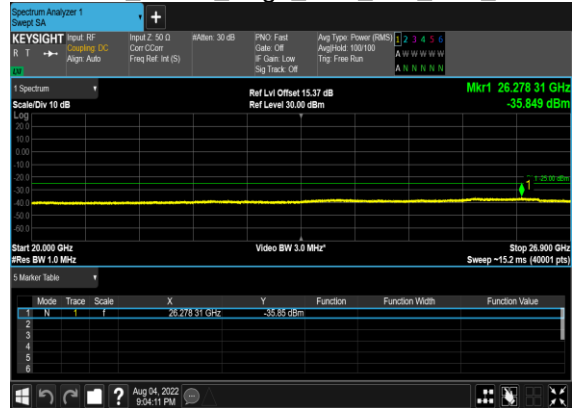 Spectrum Analyzer 1
Swept SA
+
KEYSIGHT Input: RF Input Z: 50 Ω #Atten: 30 dB PNO: Fast Avg Type: Power (RMS) 1 2 3 4 5 6
R T Coupling: DC Corr CCorr Gate: Off Avg|Hold: 100/100 A W W W W W
Align: Auto Freq Ref: Int (S) IF Gain: Low Trig: Free Run
Sig Track: Off A N N N N N
1 Spectrum Ref Lvl Offset 15.37 dB Mkr1 26.278 31 GHz
Scale/Div 10 dB Ref Level 30.00 dBm -35.849 dBm
Log
20.0
10.0
0.00
-10.0
-20.0
1
-30.0
-40.0
-50.0
-60.0
Start 20.000 GHz Video BW 3.0 MHz* Stop 26.900 GHz
#Res BW 1.0 MHz Sweep ~15.2 ms (40001 pts)
5 Marker Table
Mode Trace Scale X Y Function Function Width Function Value
1 N 1 f 26.278 31 GHz -35.85 dBm
2
3
4
5
6
? Aug 04, 2022
9:04:11 PM